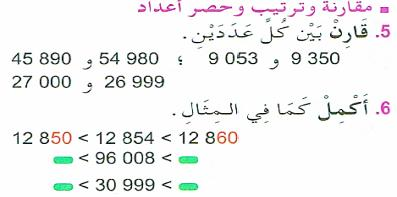 مقارنة وترتيب وحصر أعداد
5. قَارِنْ بَيْنَ كُلِّ عَدَدَيْنِ.
9 350 و 9 053 ؛ 54 980 و 45 890
26 999 و 27 000
6. أَكْمِلْ كَمَا فِي الـمِثَالِ.
12 850 < 12 854 < 12 860
< 96 008 <
< 30 999 <